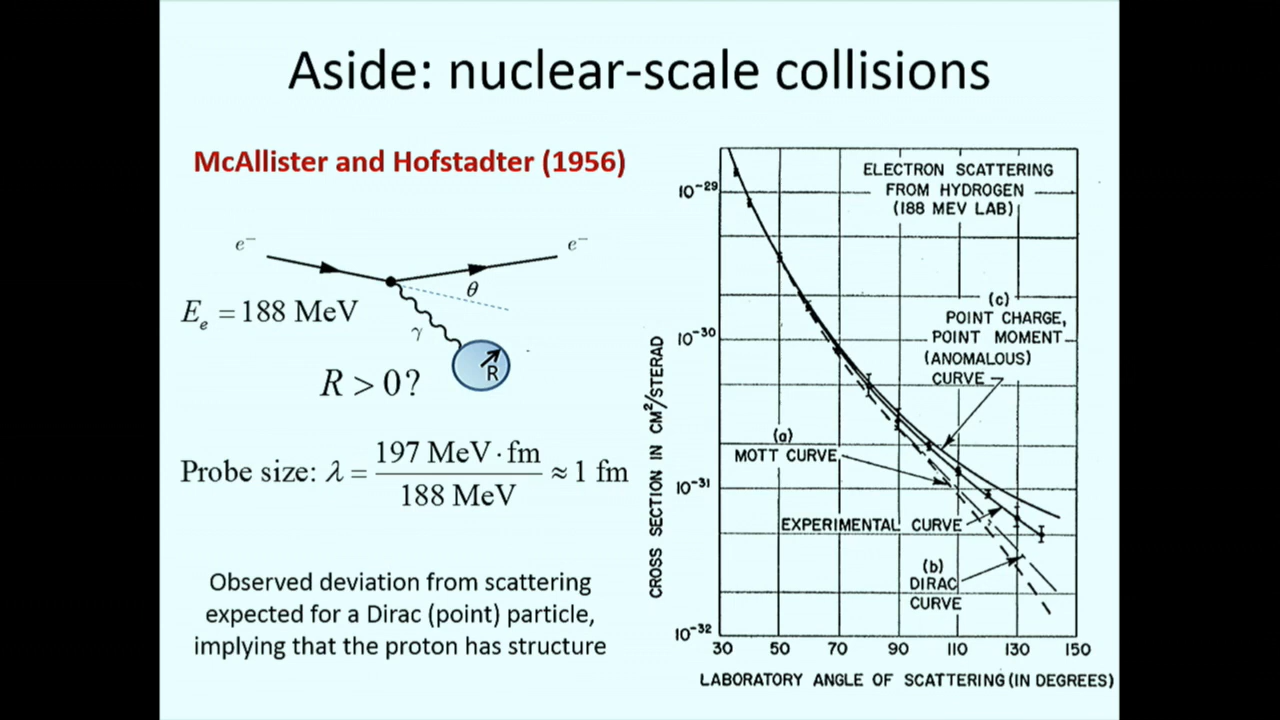 Aside: nuclear-scale collisions
McAllister and Hofstadter (1956)
e⁻
e⁻
θ
E_e = 188 MeV
γ
R
R > 0?
Probe size: ƛ = 197 MeV·fm / 188 MeV ≈ 1 fm
Observed deviation from scattering
expected for a Dirac (point) particle,
implying that the proton has structure
ELECTRON SCATTERING
FROM HYDROGEN
(188 MEV LAB)
(c)
POINT CHARGE,
POINT MOMENT
(ANOMALOUS)
CURVE
(a)
MOTT CURVE
EXPERIMENTAL CURVE
(b)
DIRAC
CURVE
CROSS SECTION IN CM²/STERAD
10⁻²⁹
10⁻³⁰
10⁻³¹
10⁻³²
30 50 70 90 110 130 150
LABORATORY ANGLE OF SCATTERING (IN DEGREES)